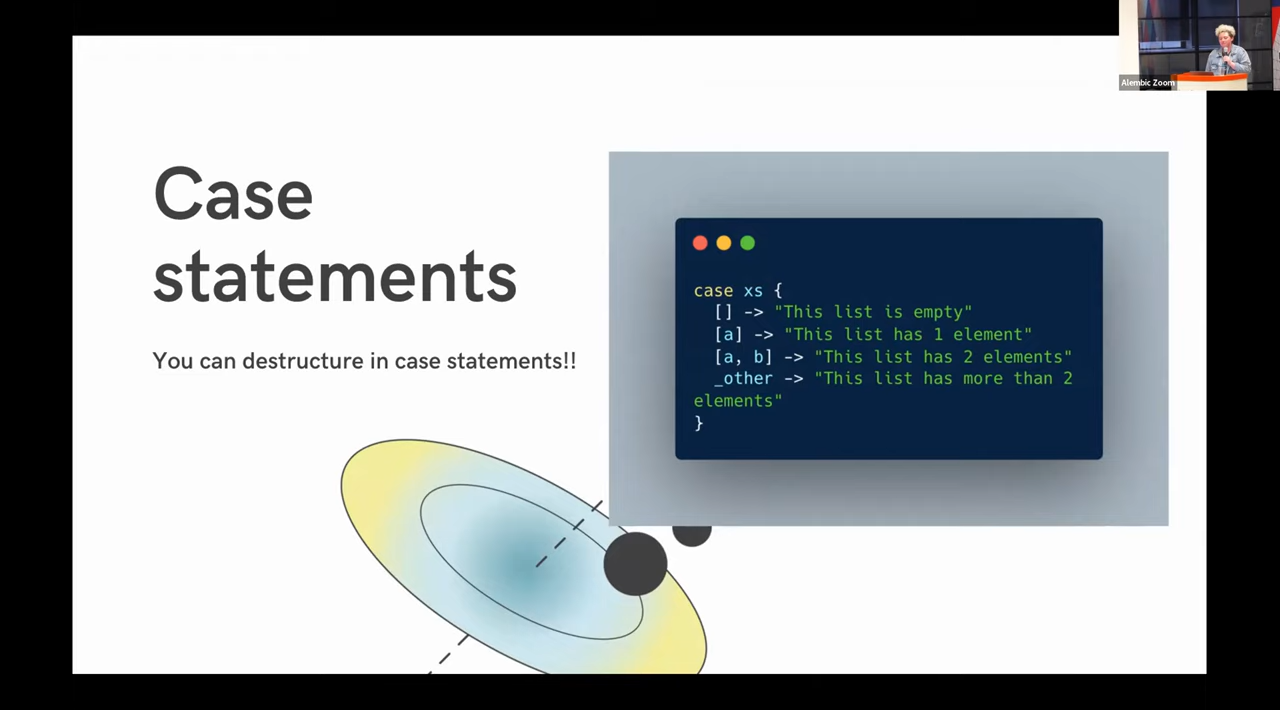 Alembic Zoom
Case
statements
You can destructure in case statements!!
case xs {
  [] -> "This list is empty"
  [a] -> "This list has 1 element"
  [a, b] -> "This list has 2 elements"
  _other -> "This list has more than 2
elements"
}